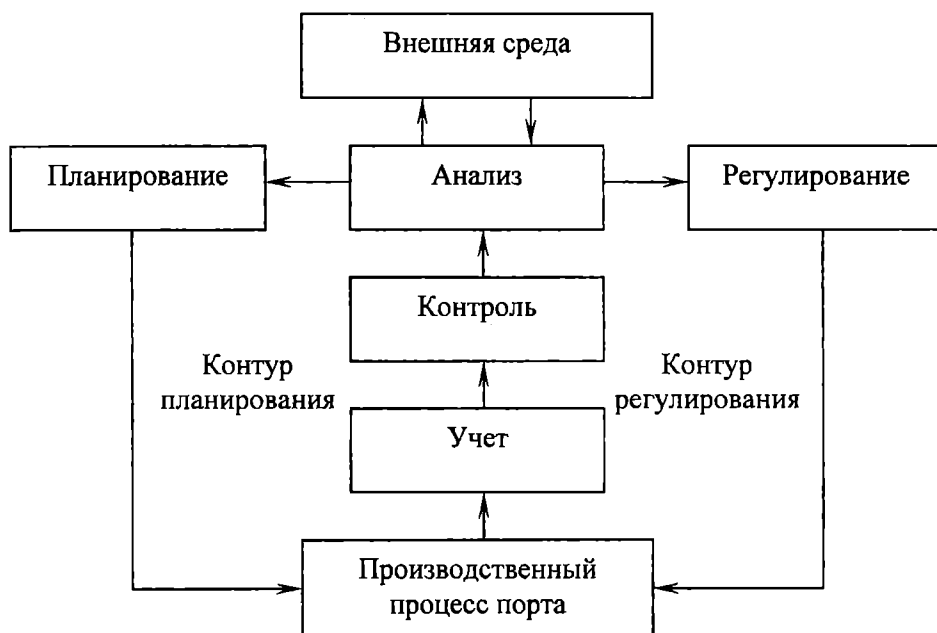 Внешняя среда
Планирование
Анализ
Регулирование
Контроль
Контур
планирования
Контур
регулирования
Учет
Производственный
процесс порта